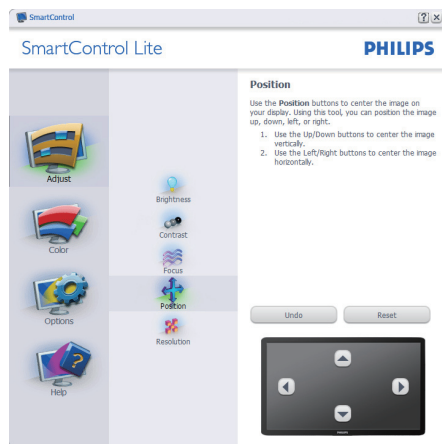 SmartControl
SmartControl Lite
PHILIPS
Adjust
Color
Options
Help
Brightness
Contrast
Focus
Position
Resolution
Position
Use the Position buttons to center the image on
your display. Using this tool, you can position the image
up, down, left, or right.
1. Use the Up/Down buttons to center the image
vertically.
2. Use the Left/Right buttons to center the image
horizontally.
Undo
Reset
PHILIPS